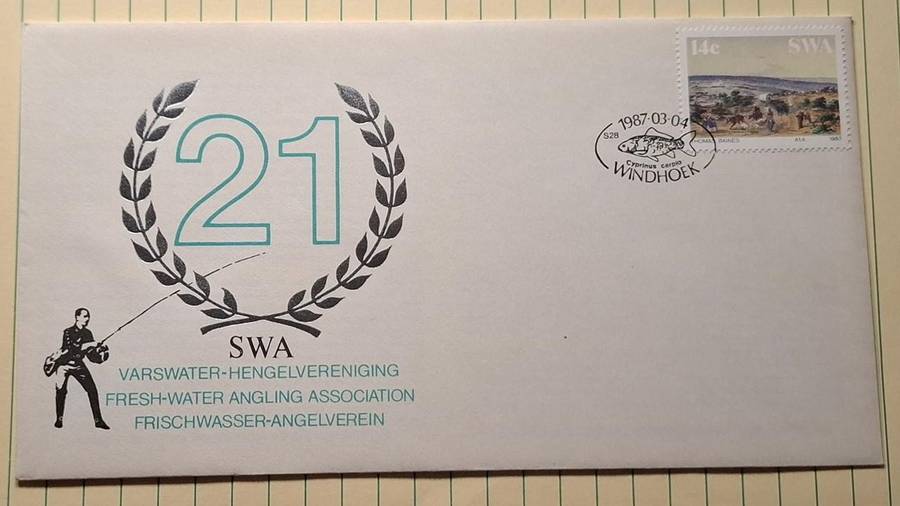 21
SWA
VARSWATER-HENGELVERENIGING
FRESH-WATER ANGLING ASSOCIATION
FRISCHWASSER-ANGELVEREIN
14c SWA
THOMAS BAINES
S28
1987·03·04
Cyprinus carpio
WINDHOEK